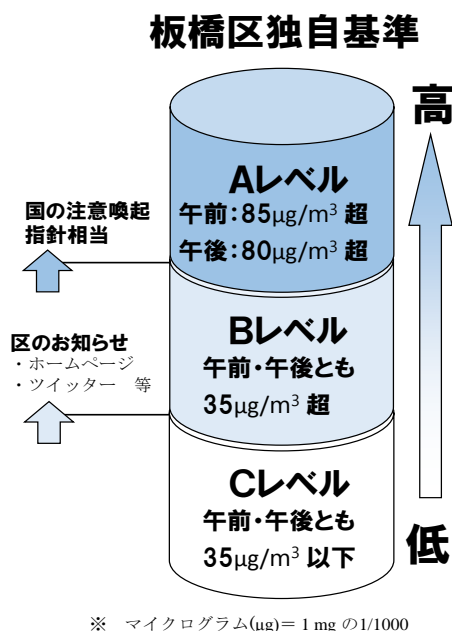 板橋区独自基準
高
Aレベル
午前:85μg/m³ 超
午後:80μg/m³ 超
国の注意喚起
指針相当
Bレベル
午前・午後とも
35μg/m³ 超
区のお知らせ
・ホームページ
・ツイッター 等
Cレベル
午前・午後とも
35μg/m³ 以下
低
※ マイクログラム(μg)= 1 mg の1/1000